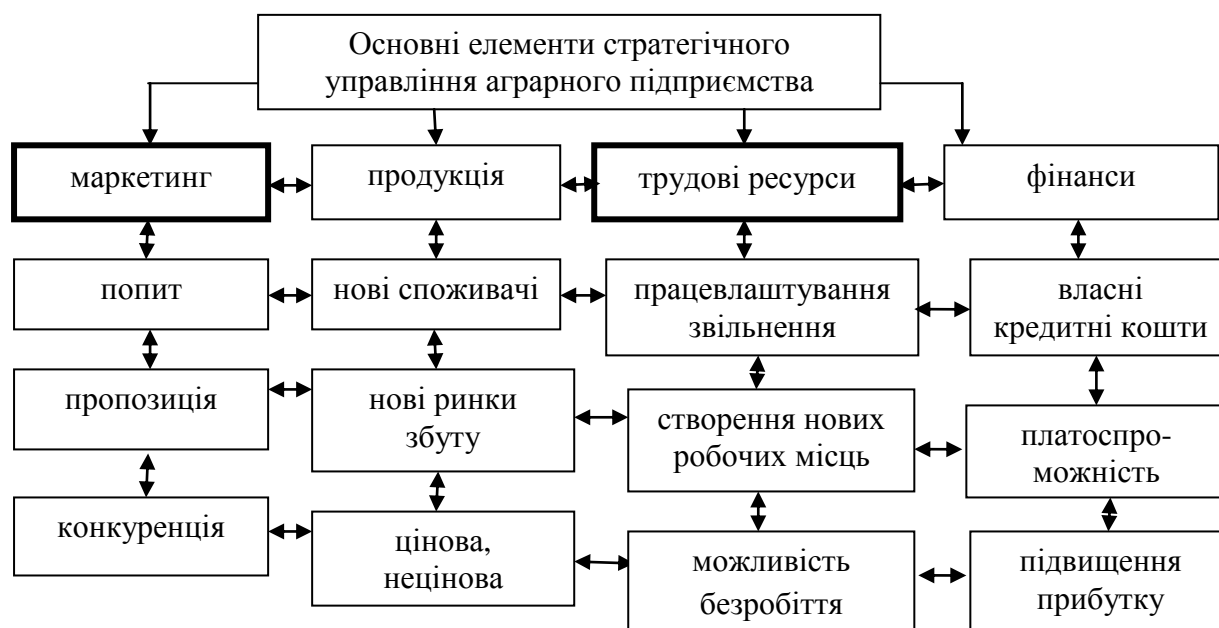 Основні елементи стратегічного
управління аграрного підприємства
маркетинг
продукція
трудові ресурси
фінанси
попит
нові споживачі
працевлаштування
звільнення
власні
кредитні кошти
пропозиція
нові ринки
збуту
створення нових
робочих місць
платоспро-
можність
конкуренція
цінова,
нецінова
можливість
безробіття
підвищення
прибутку